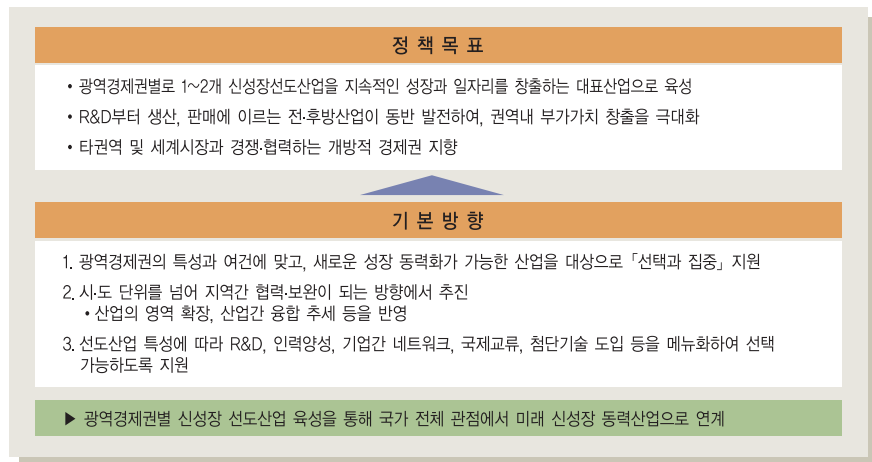 정책목표
• 광역경제권별로 1~2개 신성장선도산업을 지속적인 성장과 일자리를 창출하는 대표산업으로 육성
• R&D부터 생산, 판매에 이르는 전·후방산업이 동반 발전하여, 권역내 부가가치 창출을 극대화
• 타권역 및 세계시장과 경쟁·협력하는 개방적 경제권 지향
기본방향
1. 광역경제권의 특성과 여건에 맞고, 새로운 성장 동력화가 가능한 산업을 대상으로 「선택과 집중」 지원
2. 시·도 단위를 넘어 지역간 협력·보완이 되는 방향에서 추진
• 산업의 영역 확장, 산업간 융합 추세 등을 반영
3. 선도산업 특성에 따라 R&D, 인력양성, 기업간 네트워크, 국제교류, 첨단기술 도입 등을 메뉴화하여 선택
가능하도록 지원
▶ 광역경제권별 신성장 선도산업 육성을 통해 국가 전체 관점에서 미래 신성장 동력산업으로 연계